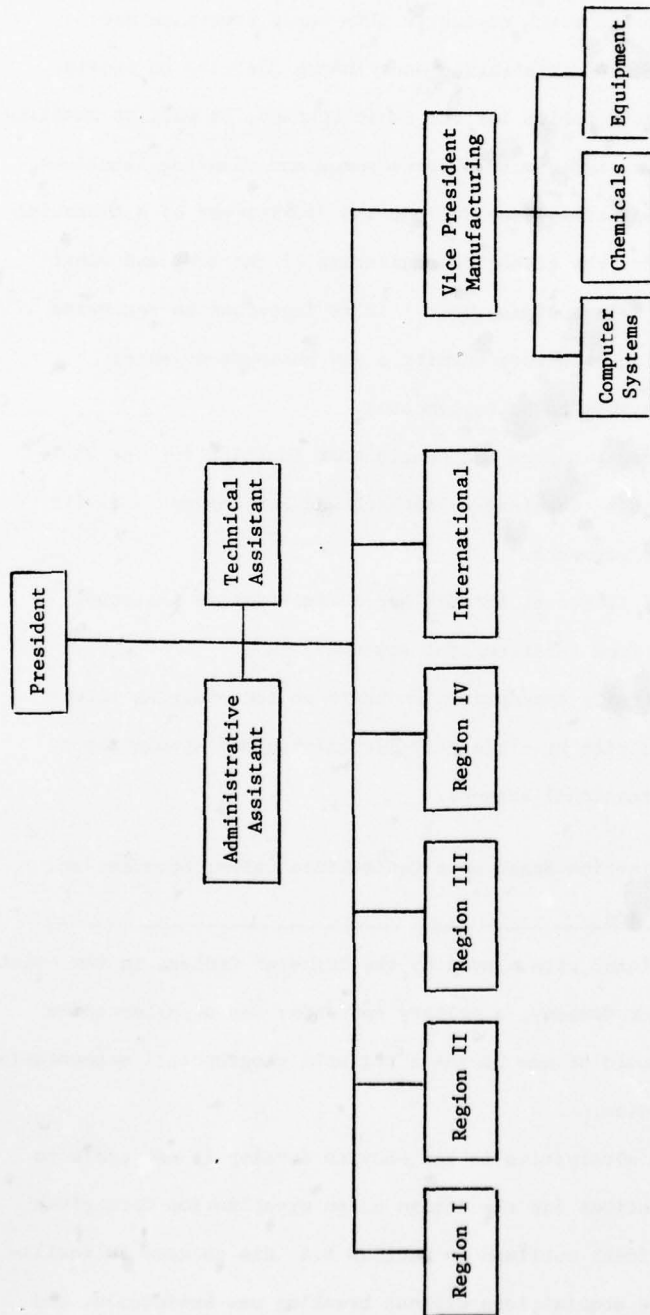 President
Administrative
Assistant
Technical
Assistant
Region I
Region II
Region III
Region IV
International
Vice President
Manufacturing
Computer
Systems
Chemicals
Equipment